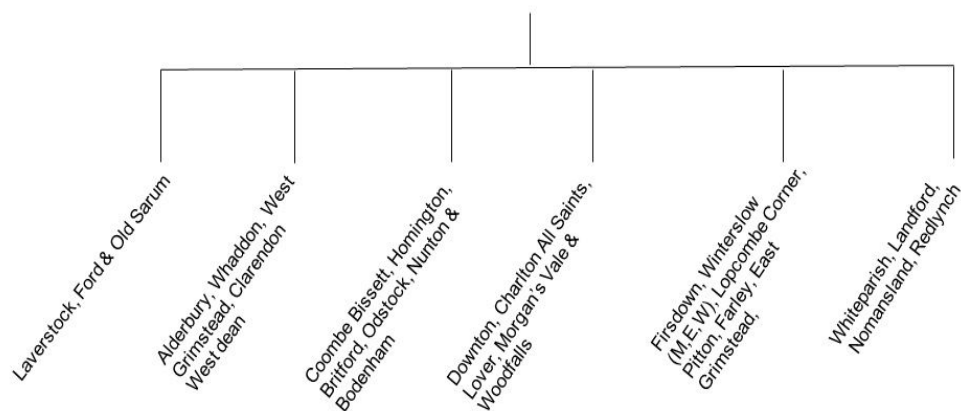 Laverstock, Ford & Old Sarum
Alderbury, Whaddon, West
Grimstead, Clarendon
West dean
Coombe Bissett, Homington,
Britford, Odstock, Nunton &
Bodenham
Downton, Charlton All Saints,
Lover, Morgan's Vale &
Woodfalls
Firsdown, Winterslow
(M,E,W), Lopcombe Corner,
Pitton, Farley, East
Grimstead,
Whiteparish, Landford,
Nomansland, Redlynch